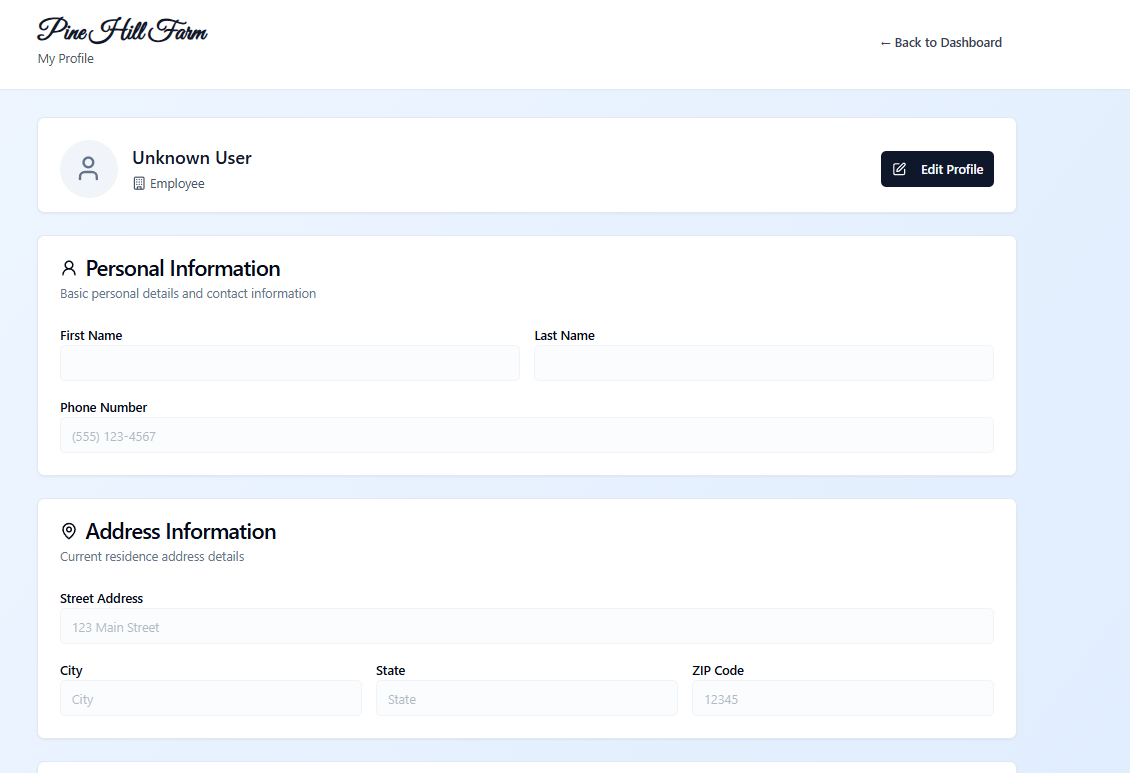 Pine Hill Farm
My Profile
← Back to Dashboard
Unknown User
Employee
Edit Profile
Personal Information
Basic personal details and contact information
First Name
Last Name
Phone Number
(555) 123-4567
Address Information
Current residence address details
Street Address
123 Main Street
City
State
ZIP Code
City
State
12345